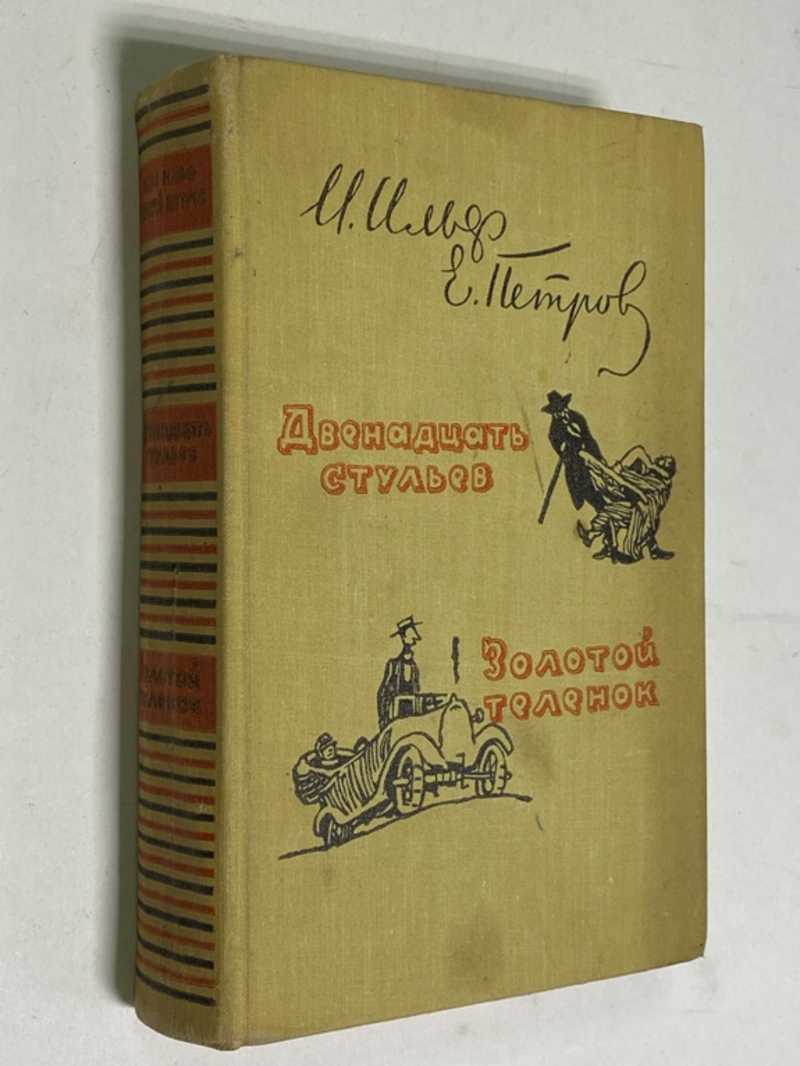 И. Ильф
Е. Петров
Двенадцать
стульев
Золотой
теленок